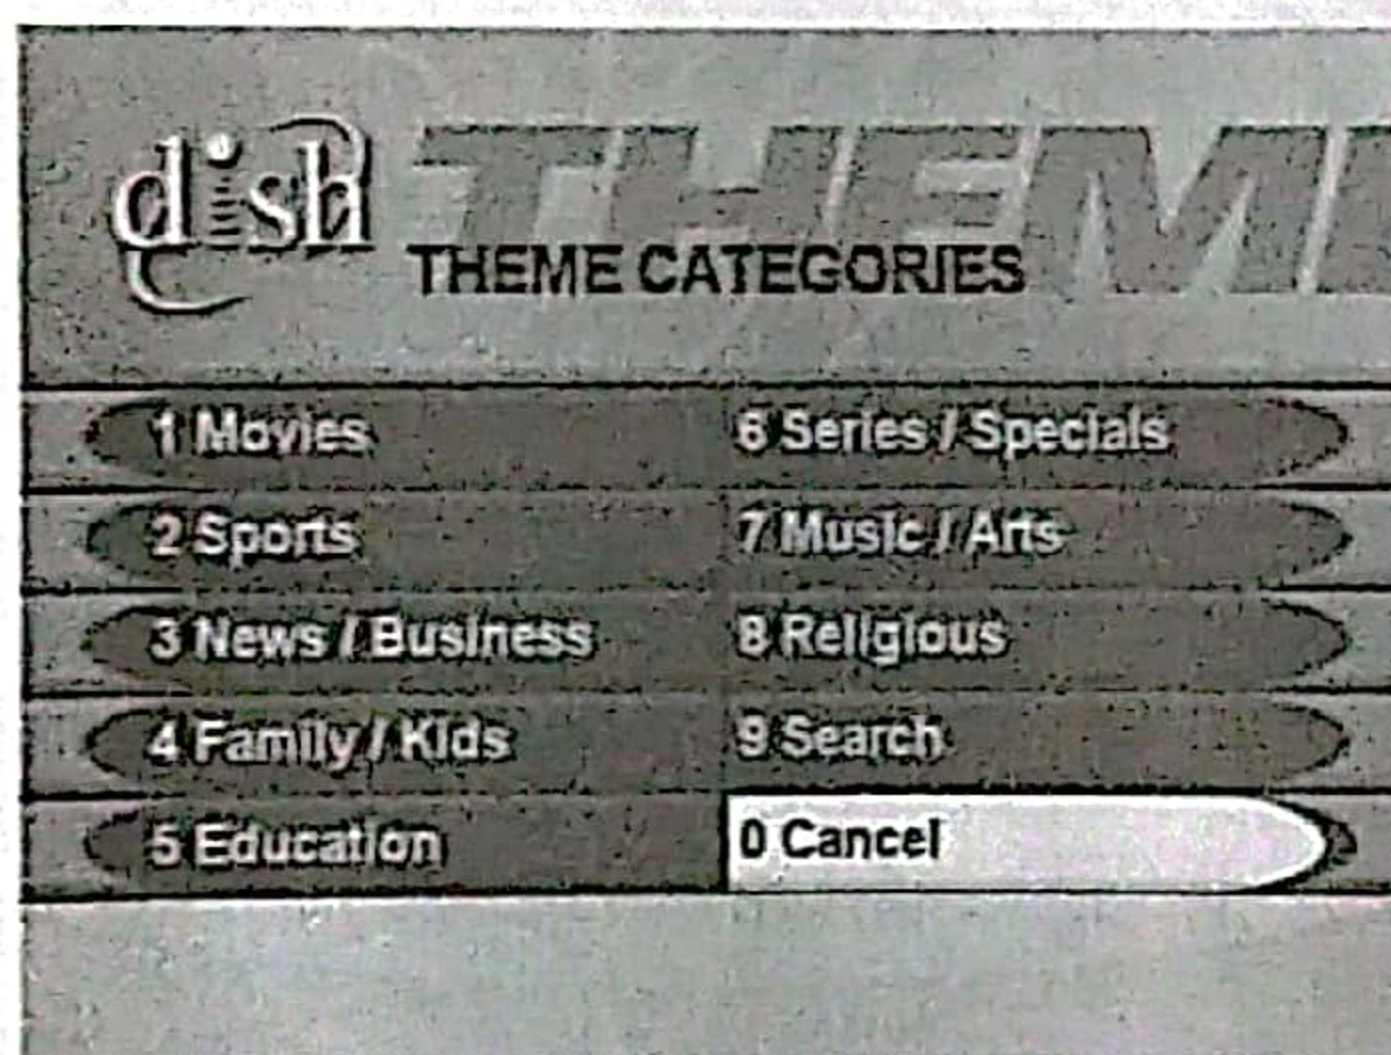 dish
THEME
THEME CATEGORIES
1 Movies
2 Sports
3 News / Business
4 Family / Kids
5 Education
6 Series / Specials
7 Music / Arts
8 Religious
9 Search
0 Cancel